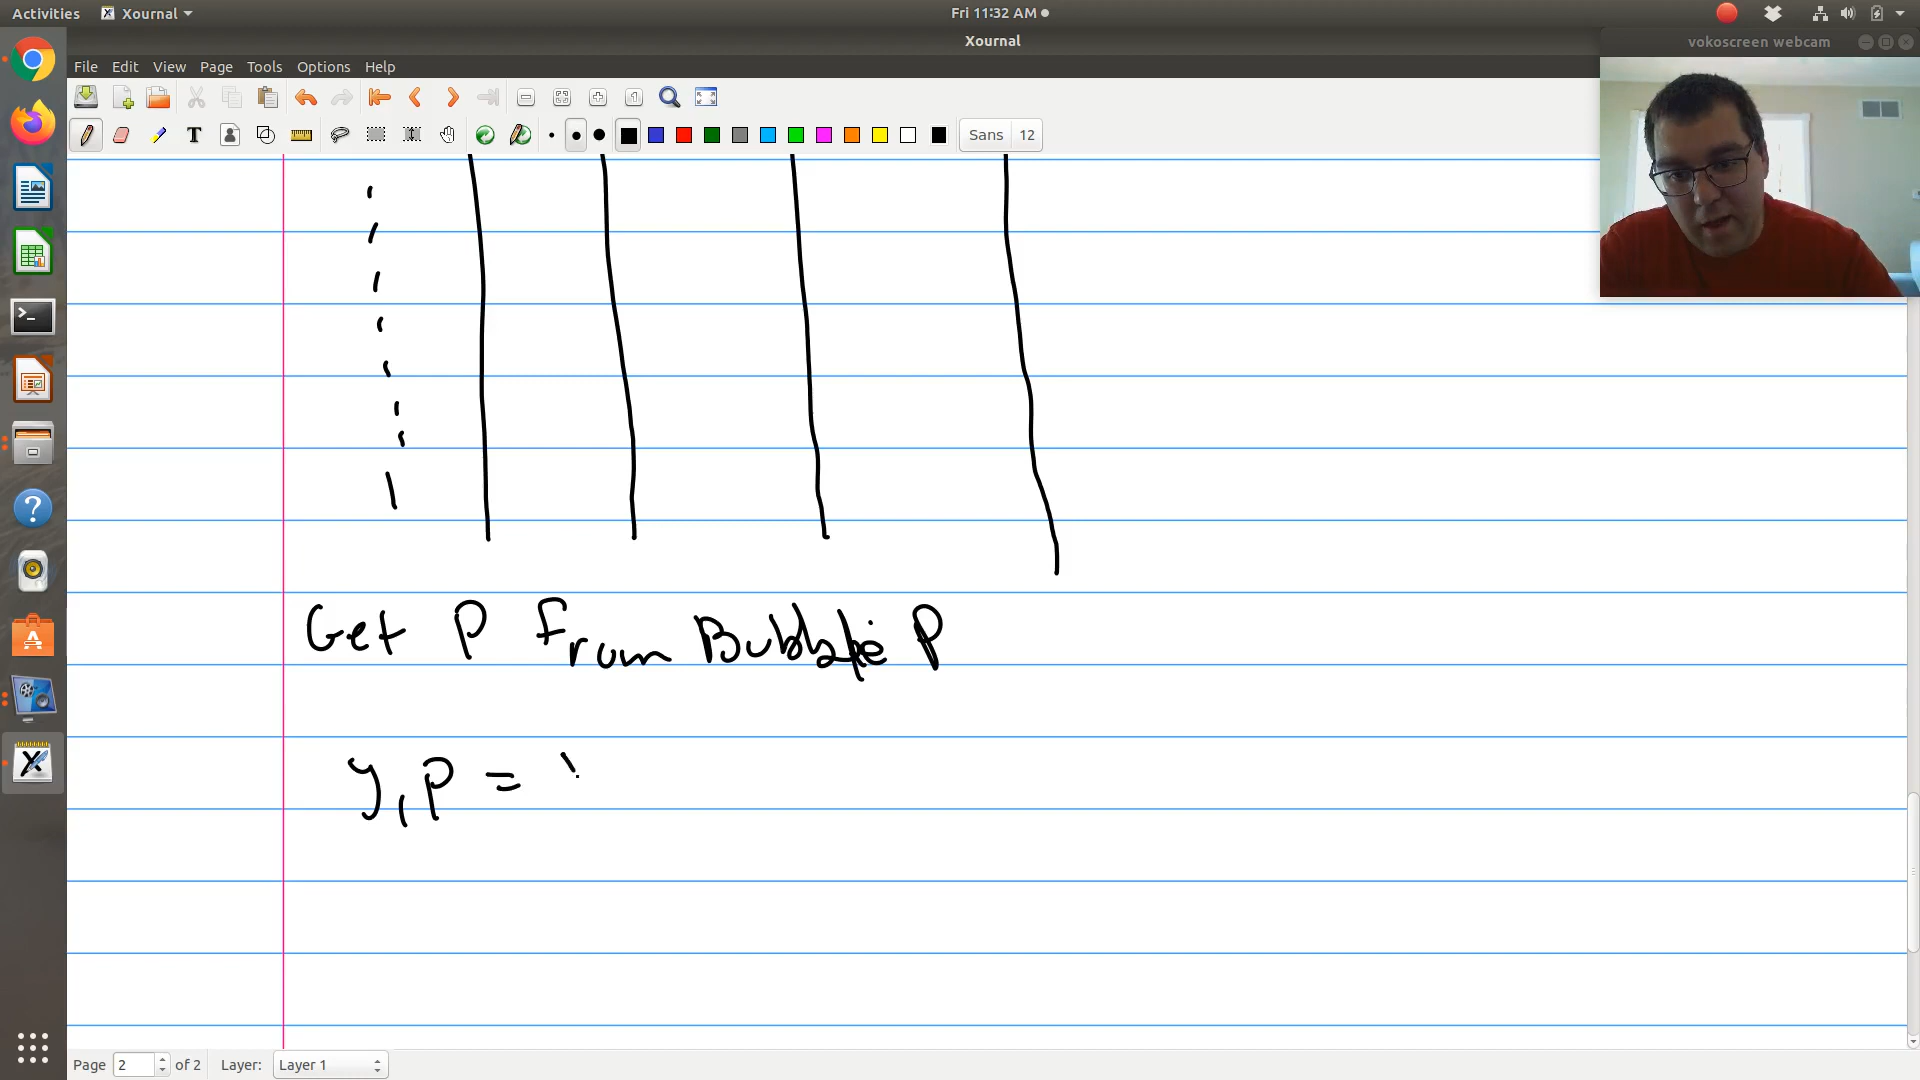 Activities Xournal Fri 11:32 AM
Xournal
vokoscreen webcam
File Edit View Page Tools Options Help
T Sans 12
Get P from Bubble P
y₁P =
Page 2 of 2 Layer: Layer 1